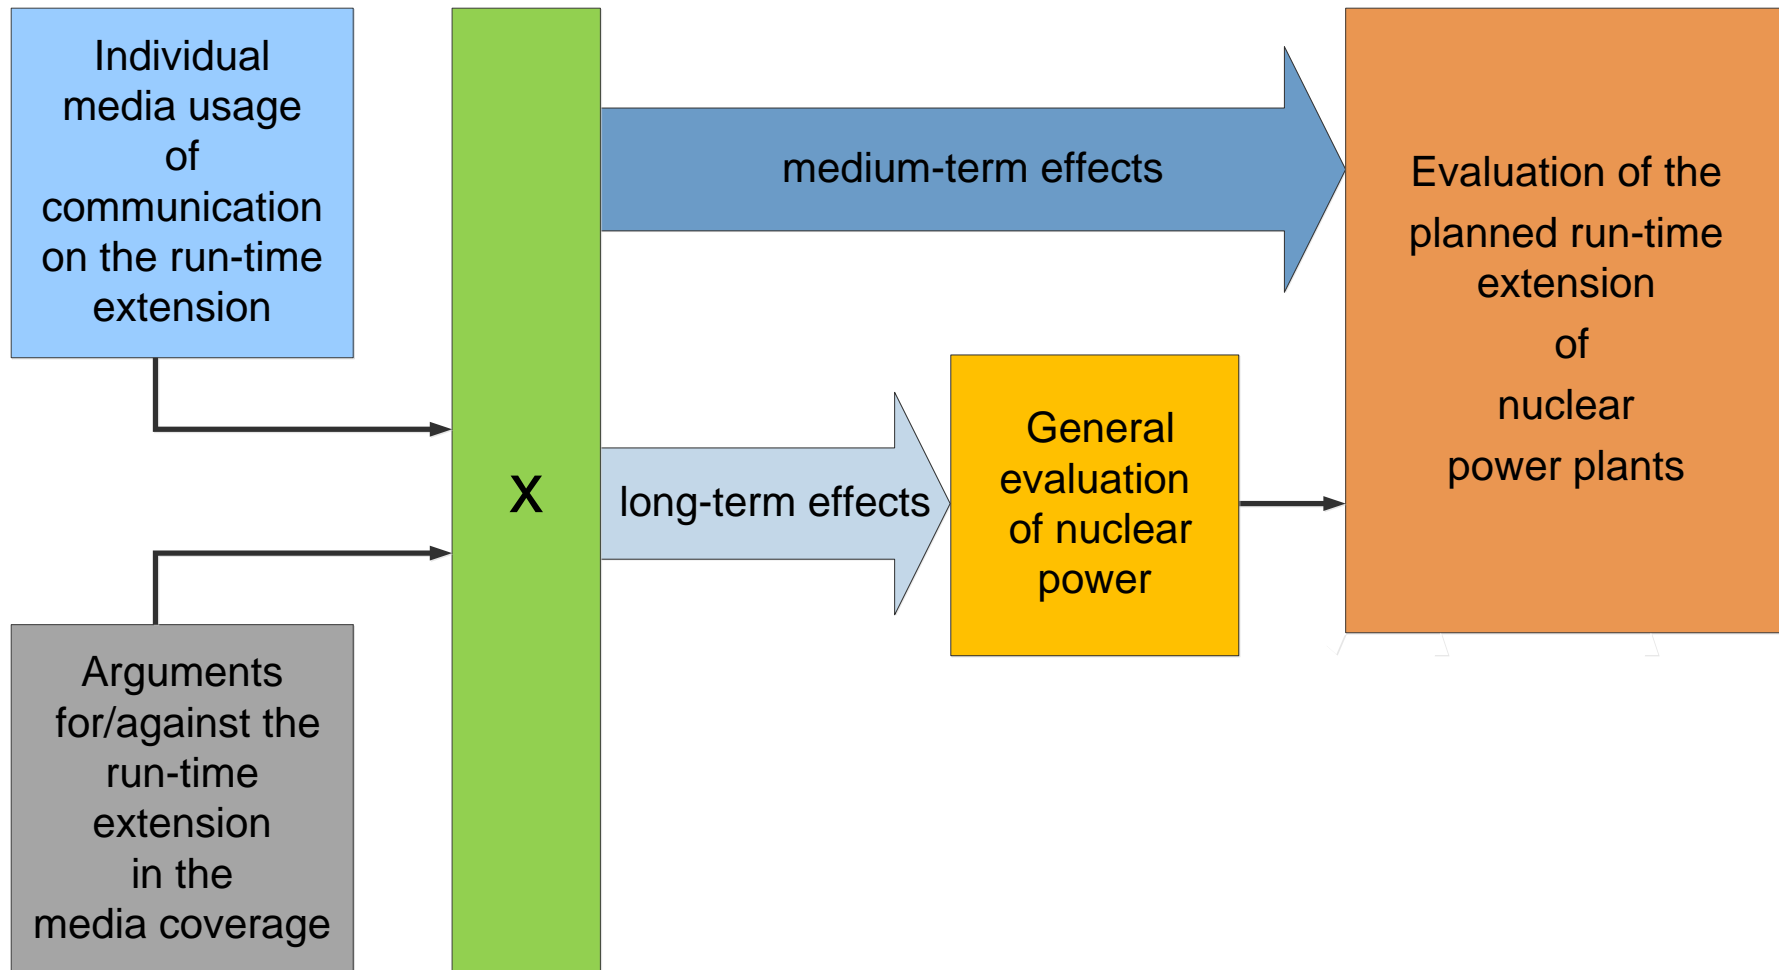 Individual
media usage
of
communication
on the run-time
extension
Arguments
for/against the
run-time
extension
in the
media coverage
x
medium-term effects
long-term effects
General
evaluation
of nuclear
power
Evaluation of the
planned run-time
extension
of
nuclear
power plants